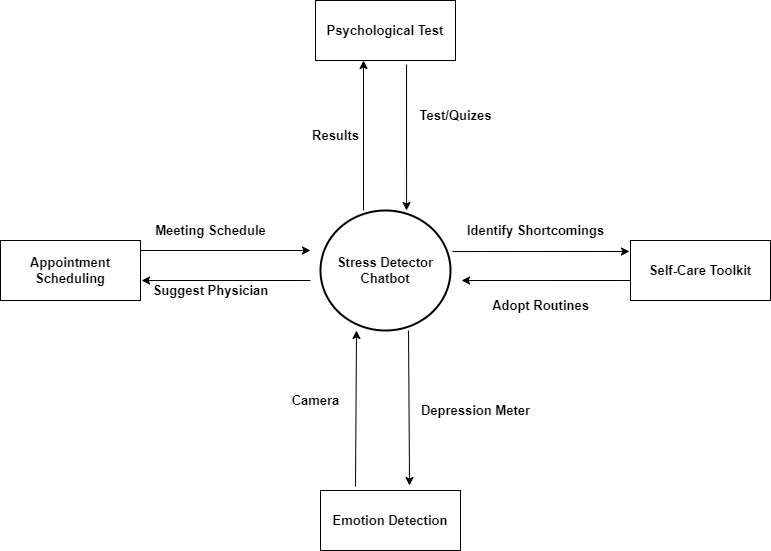 Psychological Test
Test/Quizes
Results
Meeting Schedule
Identify Shortcomings
Appointment
Scheduling
Stress Detector
Chatbot
Self-Care Toolkit
Suggest Physician
Adopt Routines
Camera
Depression Meter
Emotion Detection